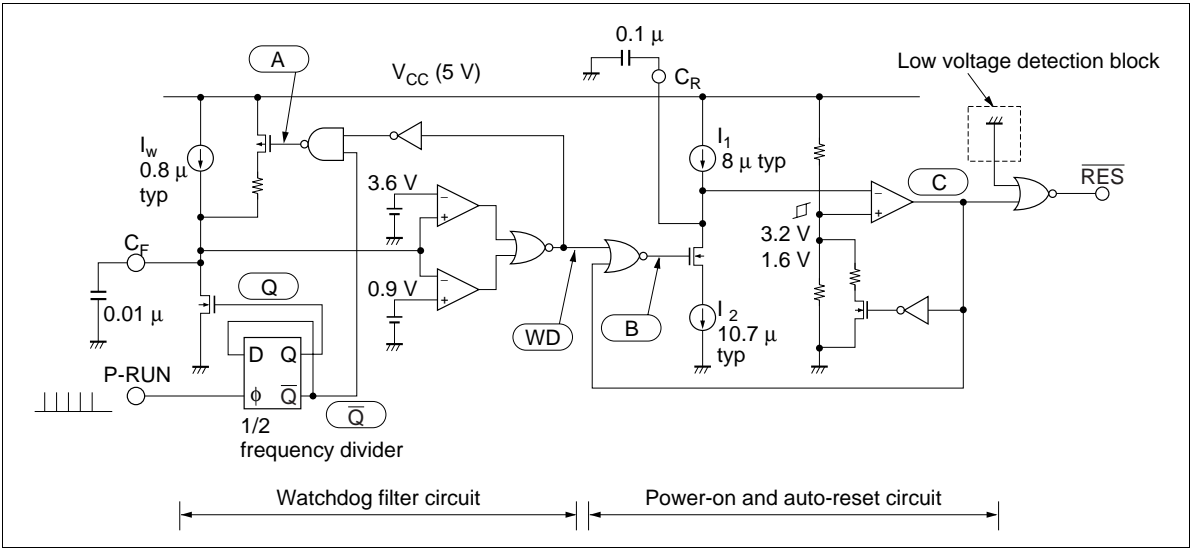 0.1 μ
A
C_R
V_CC (5 V)
Low voltage detection block
I_w
0.8 μ
typ
I_1
8 μ typ
3.6 V
–
+
–
+
C
R̅E̅S̅
3.2 V
1.6 V
C_F
0.01 μ
Q
0.9 V
–
+
WD
B
I_2
10.7 μ
typ
D Q
P-RUN
ϕ Q̅
Q̅
1/2
frequency divider
Watchdog filter circuit
Power-on and auto-reset circuit